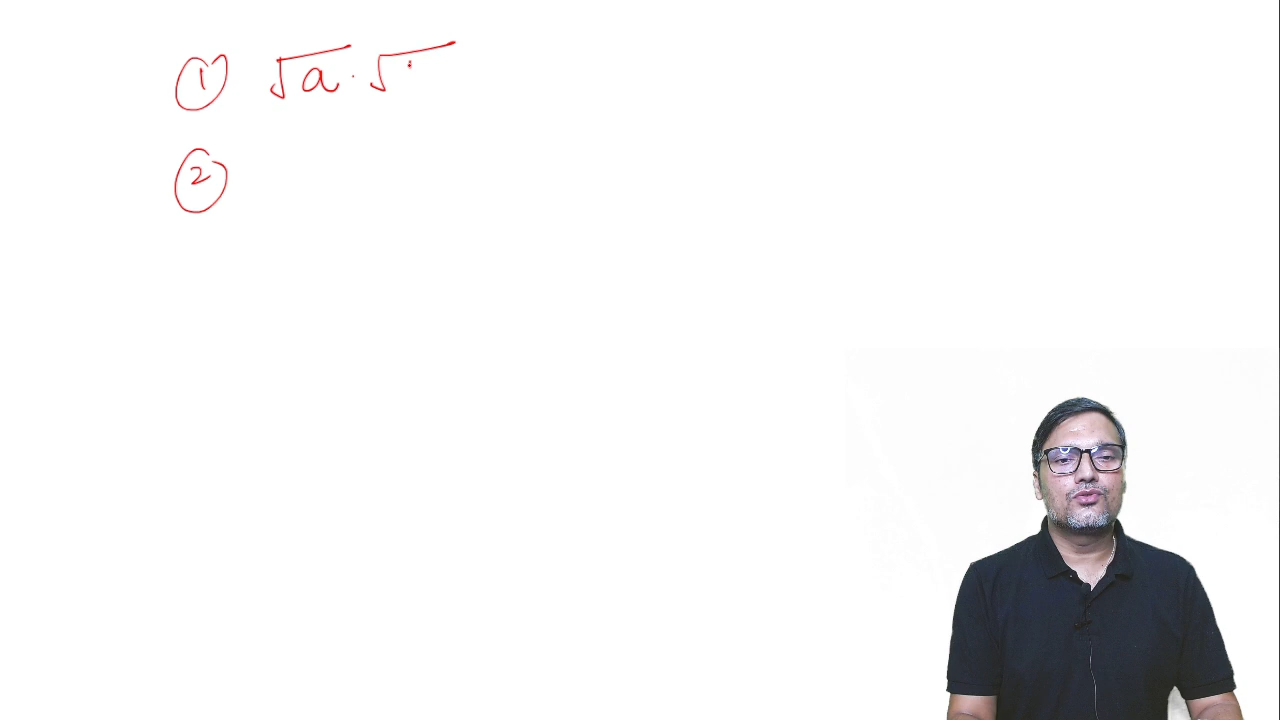 ① √a · √
②